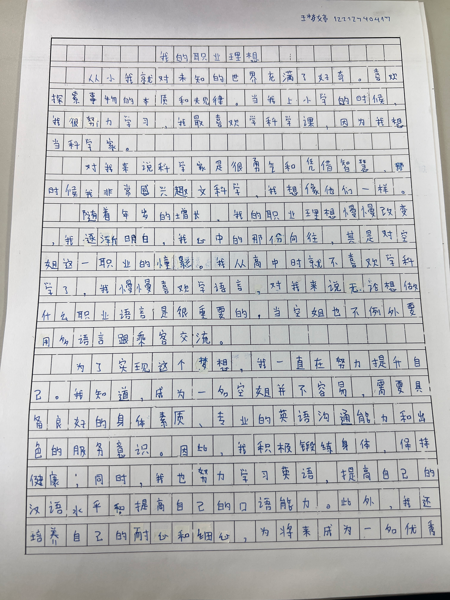 12712740417
我的职业理想
从小我就对未知的世界充满了好�。喜欢
探索事物的本质和规律。当我上小学的时候，
我很努力学习，我最喜欢学科学课，因为我想
当科学家。
对我来说科学家是很勇气和凭借智慧，那
时候我非常感兴趣文科学，我想像他们一样。
随着年岁的增长，我的职业理想慢慢改变
，我逐渐明白，我心中的那份向往，其是对空
姐这一职业的憧憬。我从高中时就不喜欢学科
学了，我慢慢喜欢学语言，对我来说无论想做
什么职业语言是很重要的。当空姐也不例外要
用多语言跟乘客交流。
为了实现这个梦想，我一直在努力提升自
己。我知道，成为一名空姐并不容易，需要具
备良好的身体素质、专业的英语沟通能力和出
色的服务意识。因此，我积极锻炼身体，保持
健康；同时，我也努力学习英语，提高自己的
汉语水平和提高自己的口语能力。此外，我还
培养自己的耐心和细心，为将来成为一名优秀